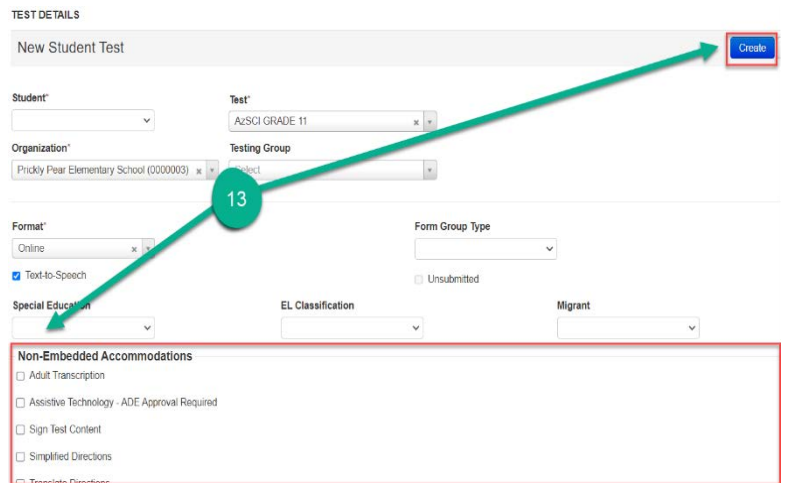 TEST DETAILS
New Student Test
Create
Student*
Test*
AzSCI GRADE 11
Organization*
Testing Group
Prickly Pear Elementary School (0000003)
Select
13
Format*
Form Group Type
Online
Text-to-Speech
Unsubmitted
Special Education
EL Classification
Migrant
Non-Embedded Accommodations
Adult Transcription
Assistive Technology - ADE Approval Required
Sign Test Content
Simplified Directions
Translate Directions